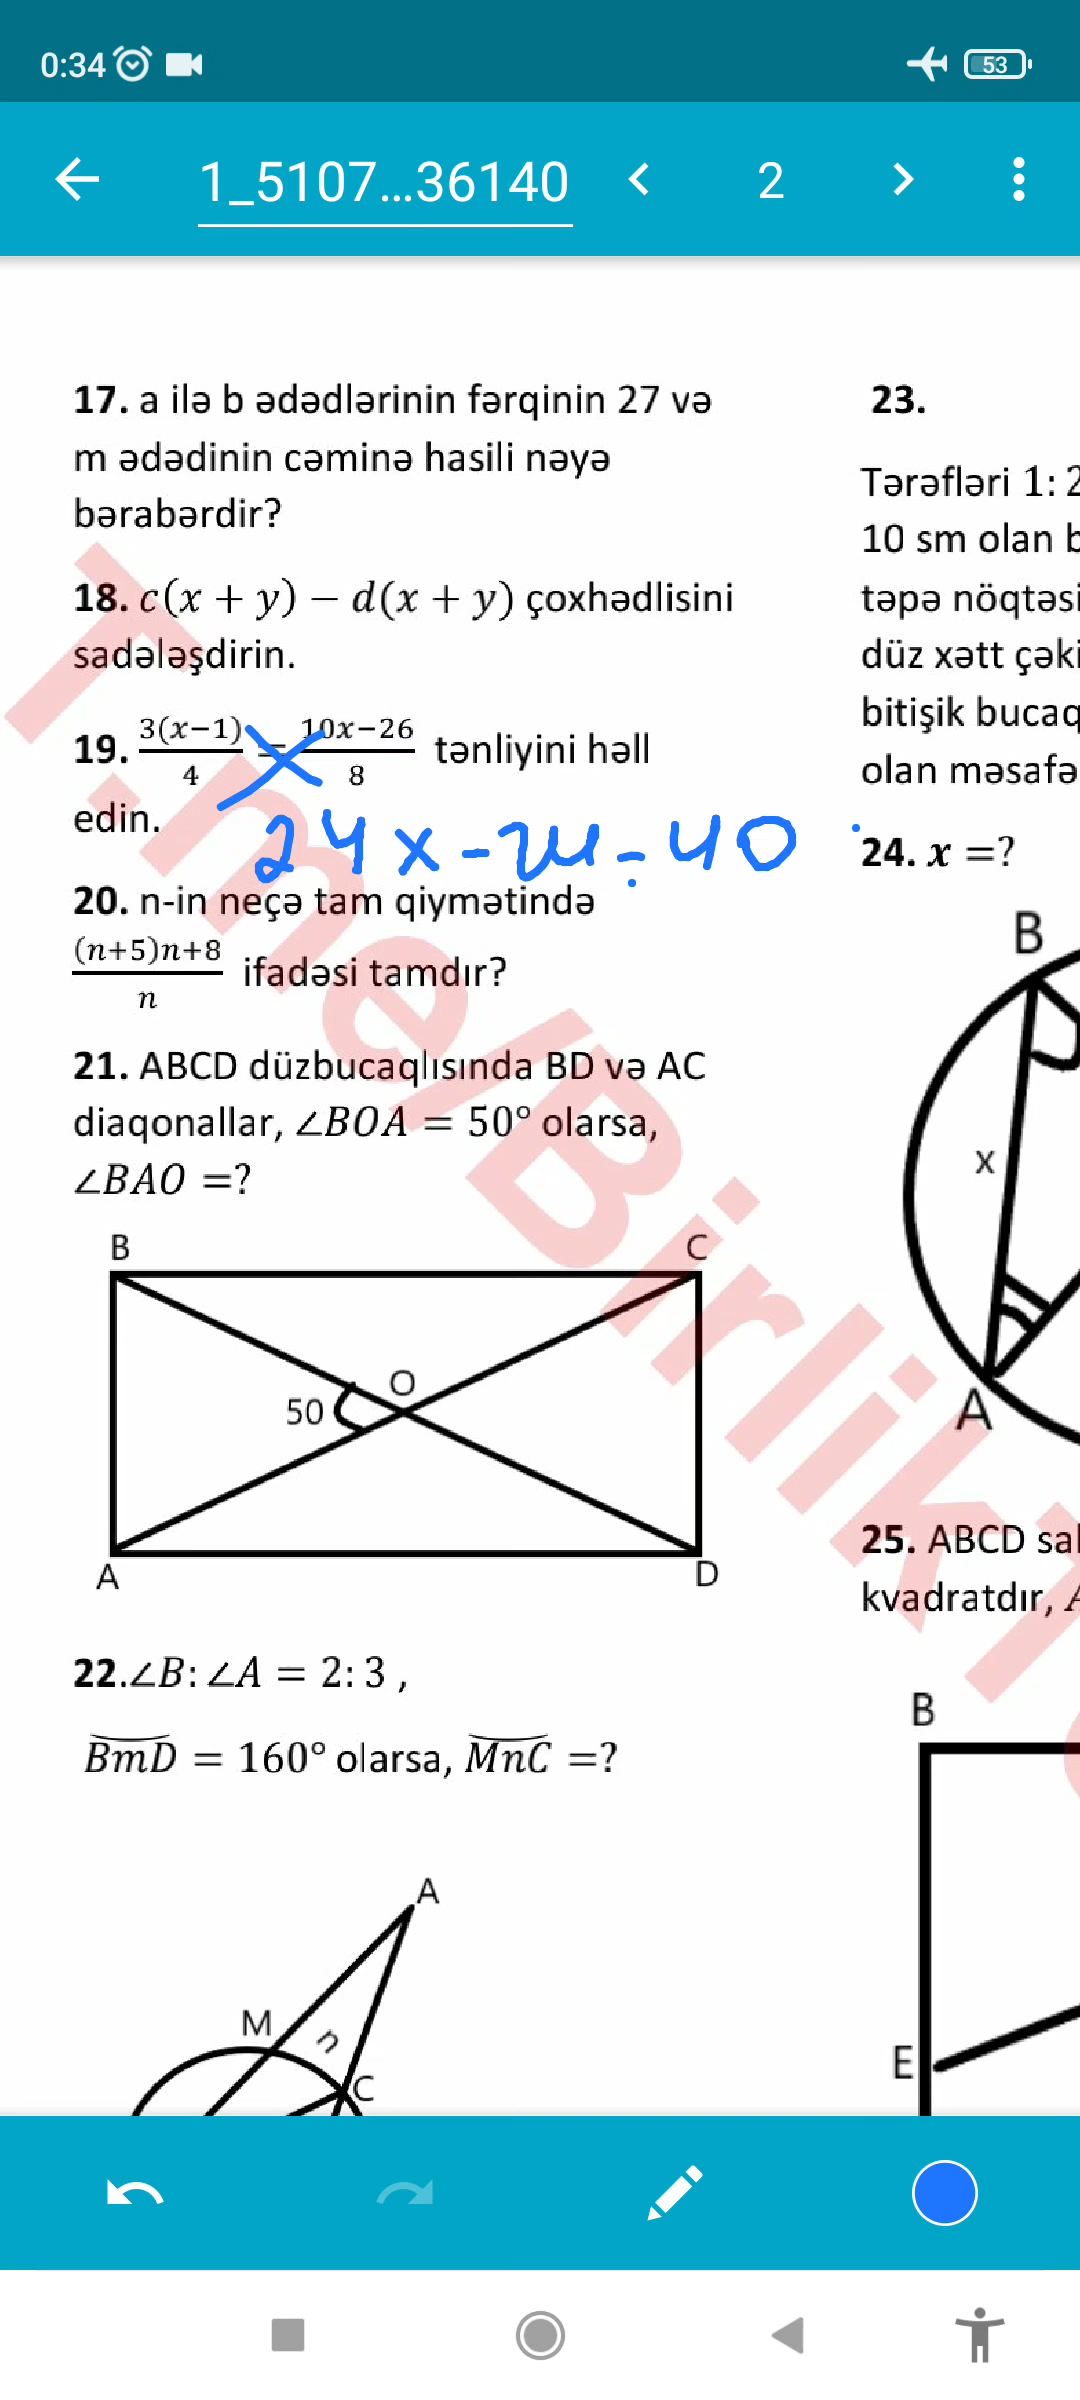 0:34
53
1_5107...36140
2
17. a ilə b ədədlərinin fərqinin 27 və
m ədədinin cəminə hasili nəyə
bərabərdir?
18. c(x + y) − d(x + y) çoxhədlisini
sadələşdirin.
19. 3(x−1)/4 = 10x−26/8 tənliyini həll
edin.
24x-24=40
20. n-in neçə tam qiymətində
(n+5)n+8/n ifadəsi tamdır?
21. ABCD düzbucaqlısında BD və AC
diaqonallar, ∠BOA = 50° olarsa,
∠BAO =?
B
C
O
50
A
D
22.∠B:∠A = 2:3 ,
BmD = 160° olarsa, MnC =?
A
M
n
C
23.
Tərəfləri 1: 2
10 sm olan b
təpə nöqtəsi
düz xətt çəki
bitişik bucaq
olan məsafə
24. x =?
B
x
A
25. ABCD sal
kvadratdır, A
B
E
T.me/Birlikt